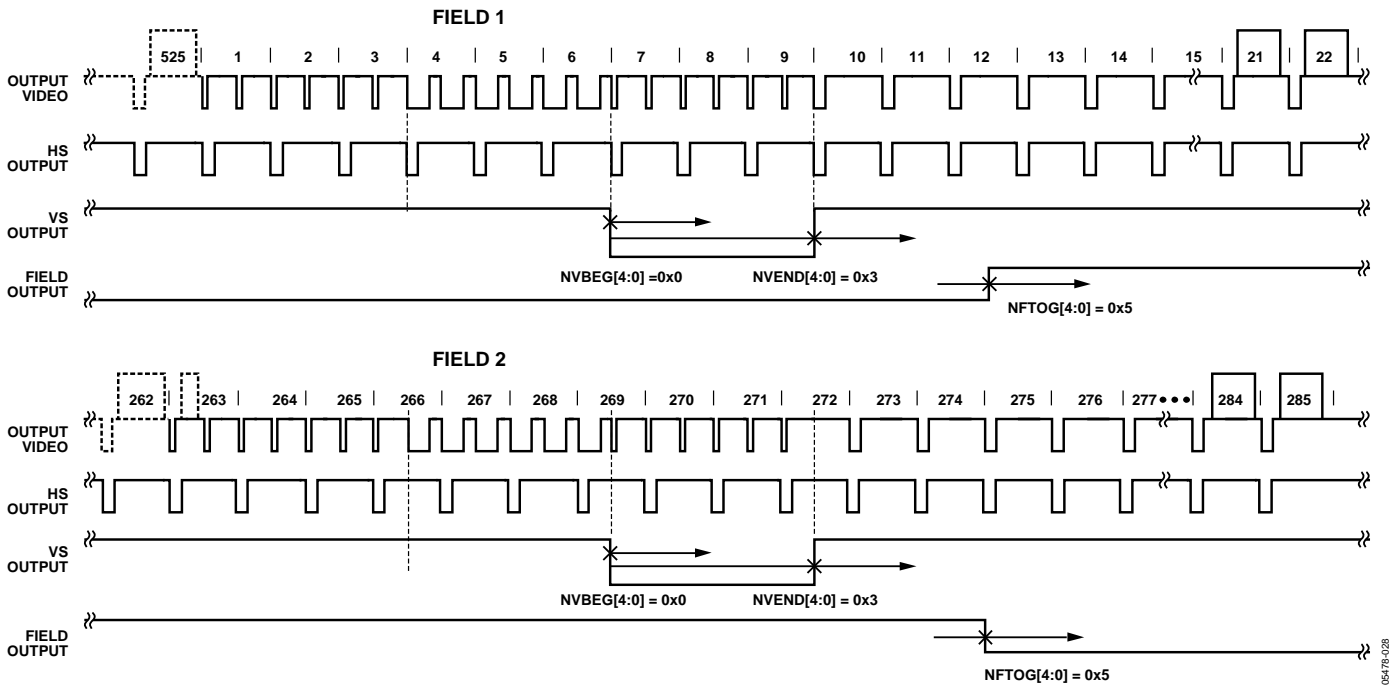 FIELD 1
525 1 2 3 4 5 6 7 8 9 10 11 12 13 14 15 21 22
OUTPUT
VIDEO
HS
OUTPUT
VS
OUTPUT
NVBEG[4:0] =0x0 NVEND[4:0] = 0x3
FIELD
OUTPUT
NFTOG[4:0] = 0x5
FIELD 2
262 263 264 265 266 267 268 269 270 271 272 273 274 275 276 277 ••• 284 285
OUTPUT
VIDEO
HS
OUTPUT
VS
OUTPUT
NVBEG[4:0] = 0x0 NVEND[4:0] = 0x3
FIELD
OUTPUT
NFTOG[4:0] = 0x5
05478-028